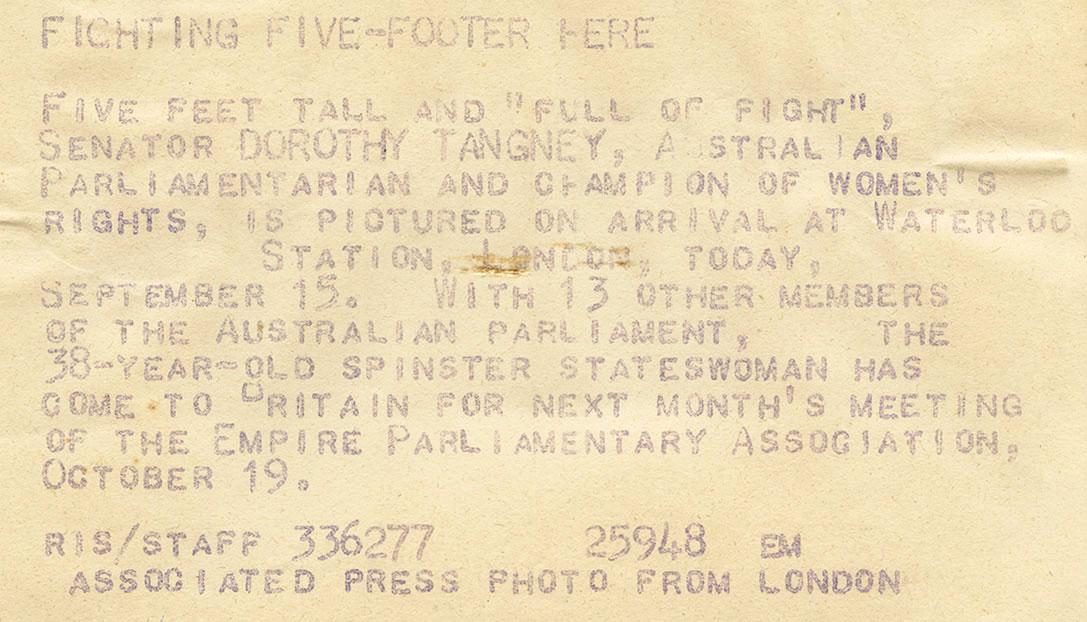 FIGHTING FIVE-FOOTER HERE
FIVE FEET TALL AND "FULL OF FIGHT",
SENATOR DOROTHY TANGNEY, A STRALIAN
PARLIAMENTARIAN AND CHAMPION OF WOMEN'S
RIGHTS, IS PICTURED ON ARRIVAL AT WATERLOO
STATION, LONDON, TODAY,
SEPTEMBER 15. WITH 13 OTHER MEMBERS
OF THE AUSTRALIAN PARLIAMENT, THE
38-YEAR-OLD SPINSTER STATESWOMAN HAS
COME TO BRITAIN FOR NEXT MONTH'S MEETING
OF THE EMPIRE PARLIAMENTARY ASSOCIATION,
OCTOBER 19.
RIS/STAFF 336277 25948 EM
ASSOCIATED PRESS PHOTO FROM LONDON